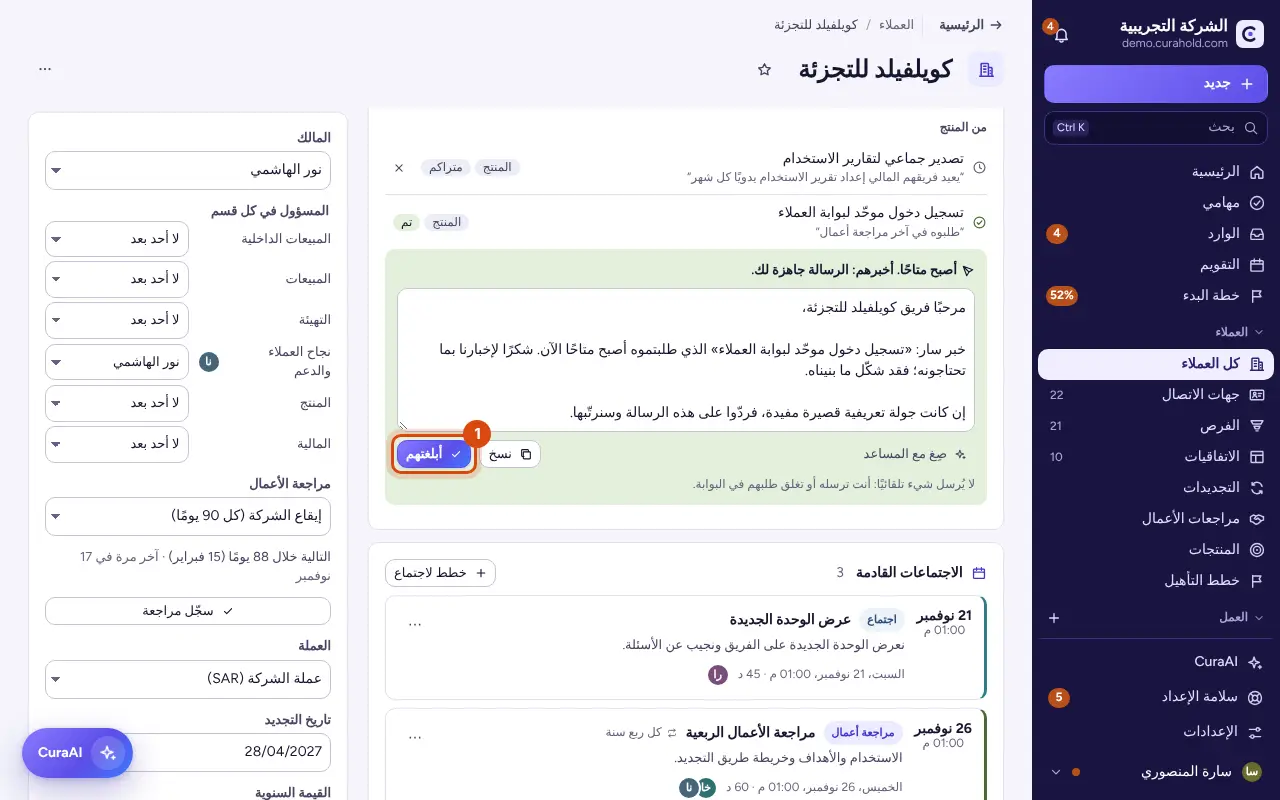 الشركة التجريبية
demo.curahold.com
4
جديد
بحث
Ctrl K
الرئيسية
مهامي
الوارد
4
التقويم
خطة البدء
52%
العملاء
كل العملاء
جهات الاتصال
22
الفرص
21
الاتفاقيات
10
التجديدات
مراجعات الأعمال
المنتجات
خطط التأهيل
العمل
CuraAI
سلامة الإعداد
5
الإعدادات
سا
سارة المنصوري
الرئيسية
العملاء / كويلفيلد للتجزئة
كويلفيلد للتجزئة
من المنتج
تصدير جماعي لتقارير الاستخدام
المنتج
متراكم
"يعيد فريقهم المالي إعداد تقرير الاستخدام يدويًا كل شهر"
تسجيل دخول موحّد لبوابة العملاء
المنتج
تم
"طلبوه في آخر مراجعة أعمال"
أصبح متاحًا. أخبرهم: الرسالة جاهزة لك.
مرحبًا فريق كويلفيلد للتجزئة،
خبر سار: «تسجيل دخول موحّد لبوابة العملاء» الذي طلبتموه أصبح متاحًا الآن. شكرًا لإخبارنا بما
تحتاجونه؛ فقد شكّل ما بنيناه.
إن كانت جولة تعريفية قصيرة مفيدة، فردّوا على هذه الرسالة وسنرتّبها.
صِغ مع المساعد
نسخ
أبلغتهم
1
لا يُرسل شيء تلقائيًا: أنت ترسله أو تغلق طلبهم في البوابة.
الاجتماعات القادمة
3
خطط لاجتماع
21 نوفمبر
01:00 م
اجتماع
عرض الوحدة الجديدة
نعرض الوحدة الجديدة على الفريق ونجيب عن الأسئلة.
السبت، 21 نوفمبر، 01:00 م · 45 د
را
26 نوفمبر
01:00 م
مراجعة أعمال
مراجعة الأعمال الربعية
كل ربع سنة
الاستخدام والأهداف وخريطة طريق التجديد.
الخميس، 26 نوفمبر، 01:00 م · 60 د
خا
نا
المالك
نور الهاشمي
المسؤول في كل قسم
المبيعات الداخلية
لا أحد بعد
المبيعات
لا أحد بعد
التهيئة
لا أحد بعد
نجاح العملاء
والدعم
نا
نور الهاشمي
المنتج
لا أحد بعد
المالية
لا أحد بعد
مراجعة الأعمال
إيقاع الشركة (كل 90 يومًا)
التالية خلال 88 يومًا (15 فبراير) · آخر مرة في 17
نوفمبر
سجّل مراجعة
العملة
عملة الشركة (SAR)
تاريخ التجديد
28/04/2027
القيمة السنوية
CuraAI